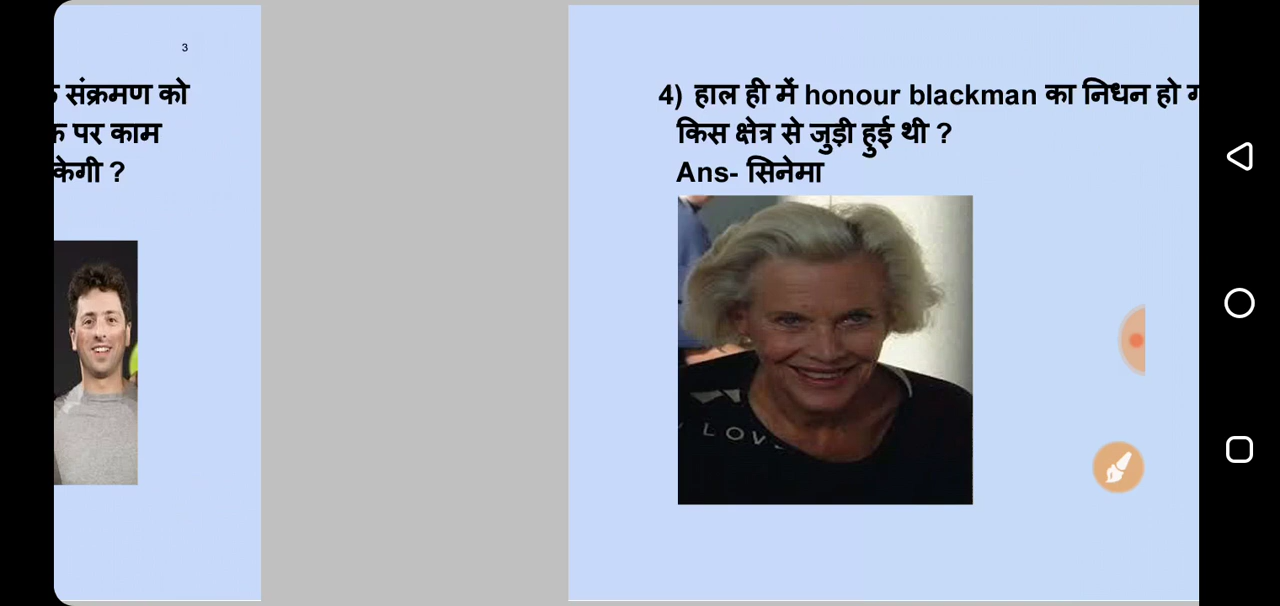 3
संक्रमण को
पर काम
केगी ?
4) हाल ही में honour blackman का निधन हो
किस क्षेत्र से जुड़ी हुई थी ?
Ans- सिनेमा
LOV